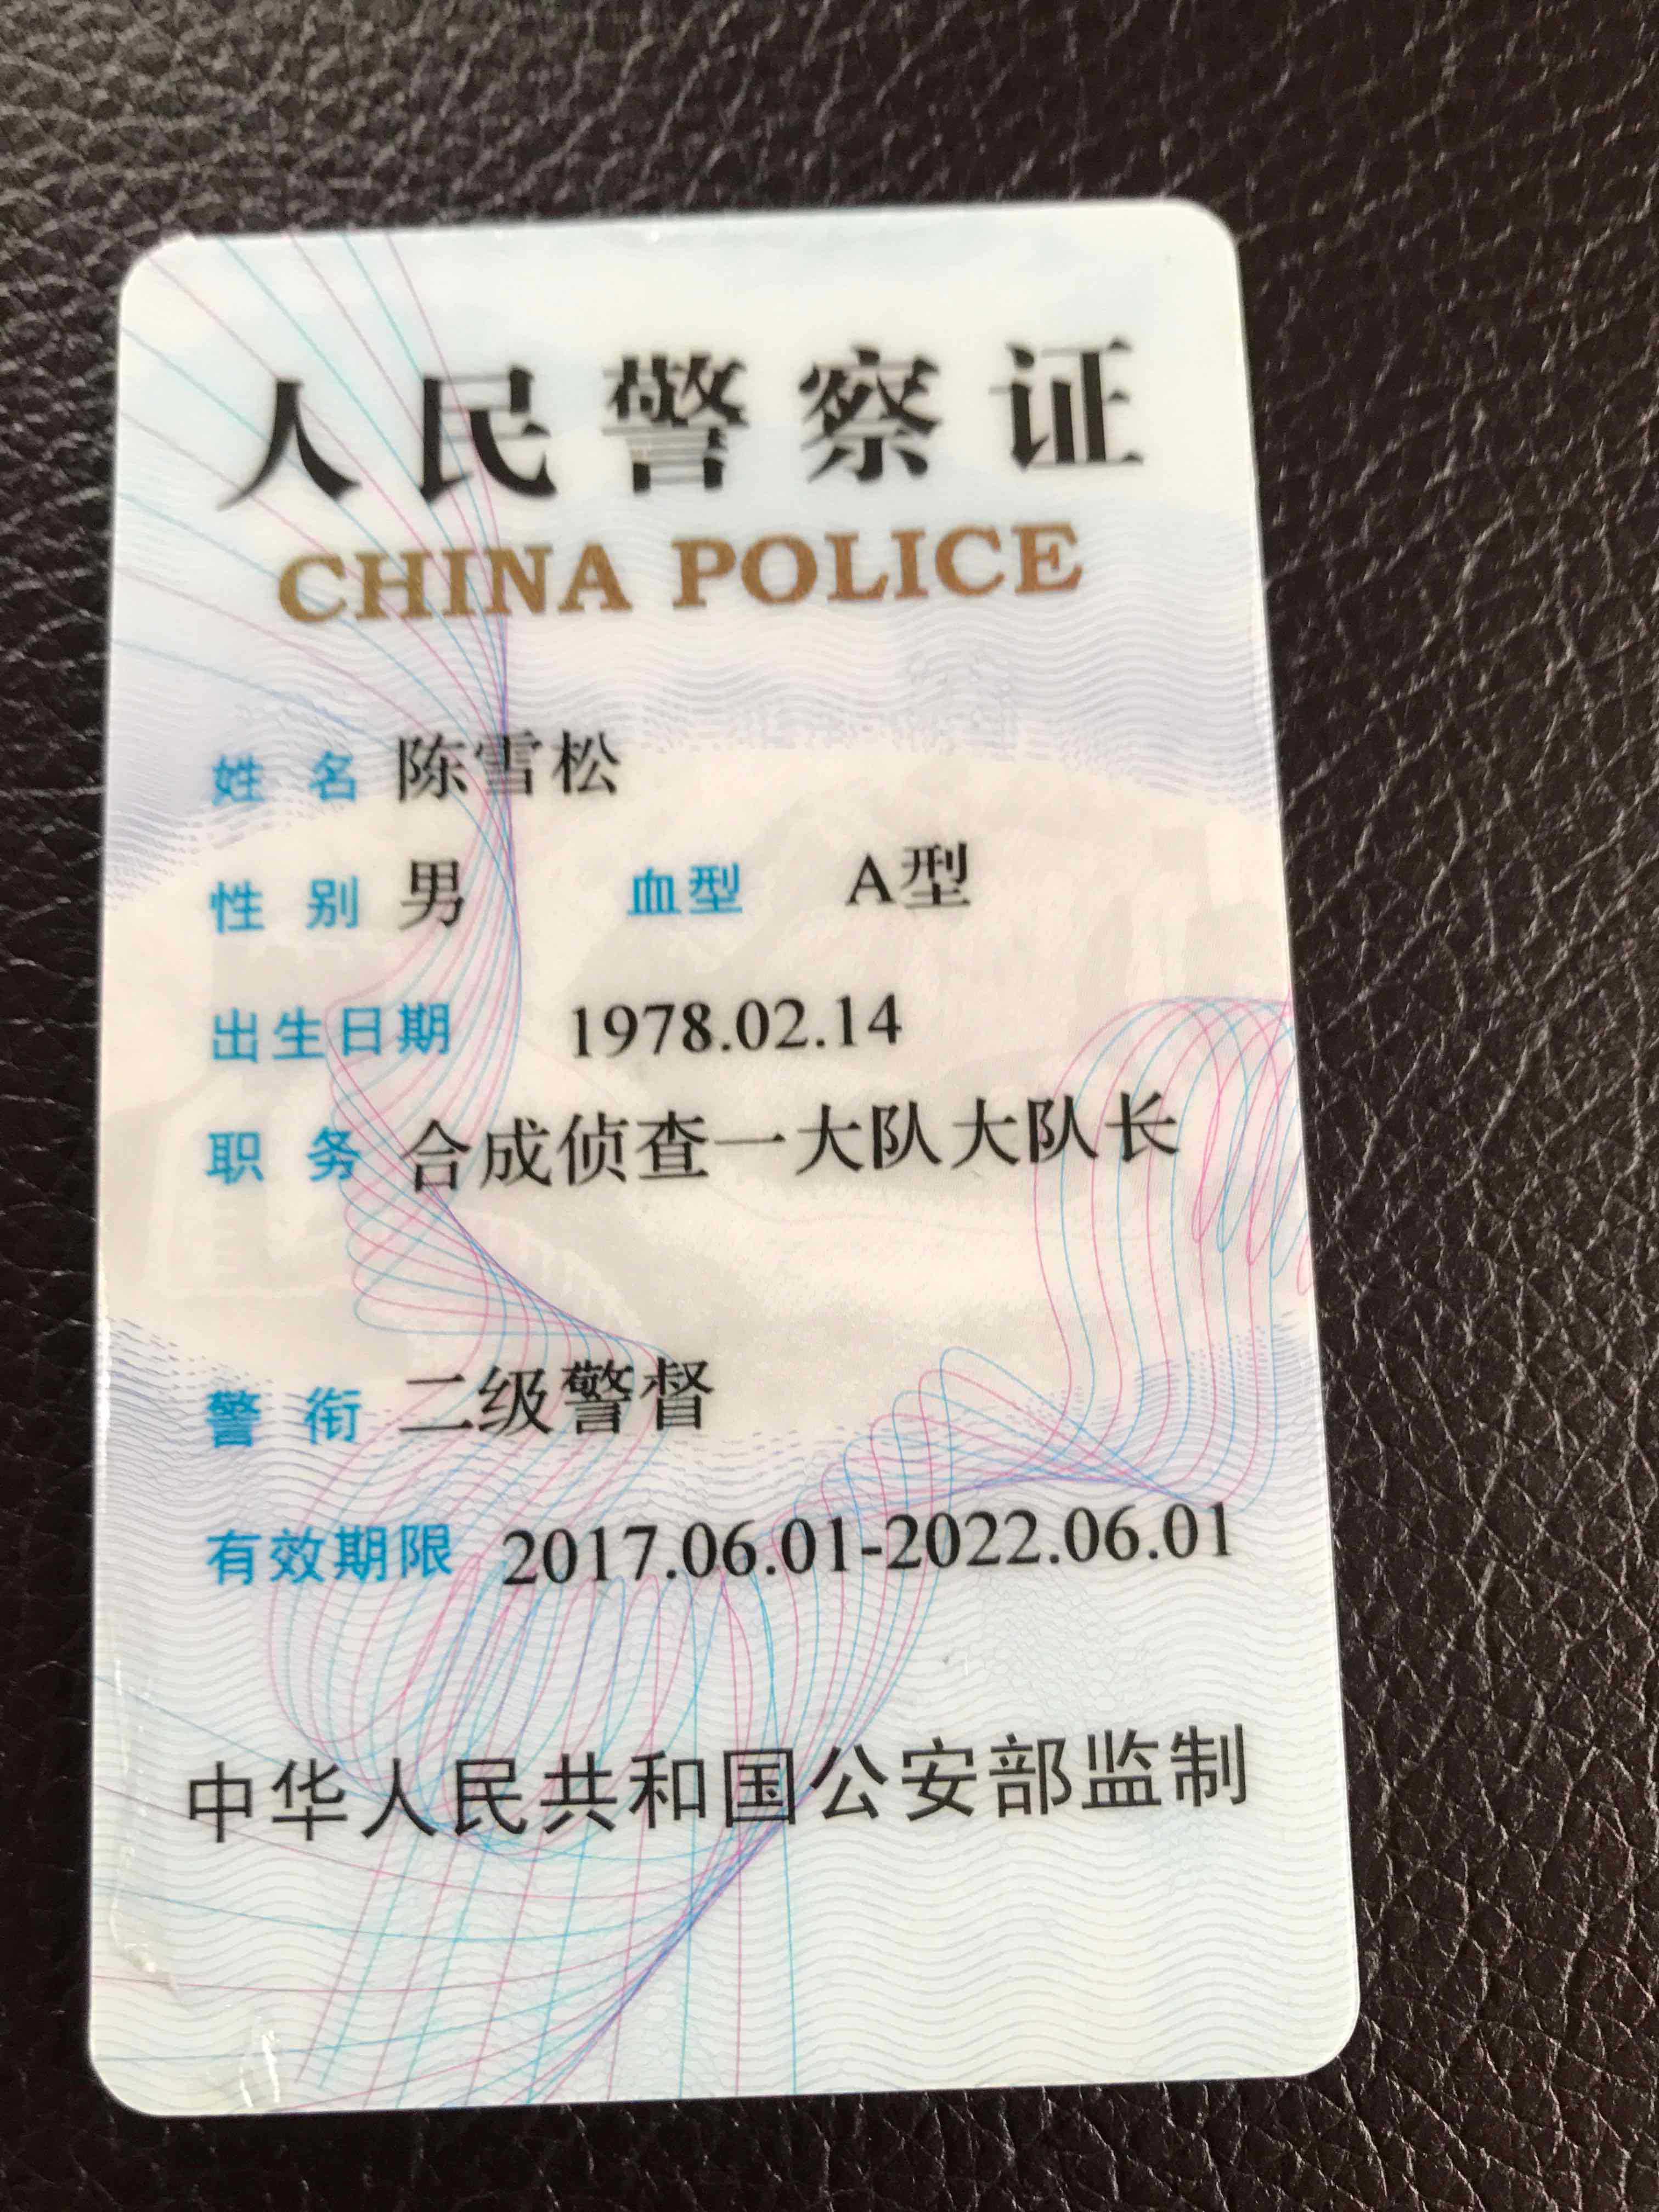 人民警察证
CHINA POLICE
姓 名 陈雪松
性 别 男 血型 A型
出生日期 1978.02.14
职 务 合成侦查一大队大队长
警 衔 二级警督
有效期限 2017.06.01-2022.06.01
中华人民共和国公安部监制